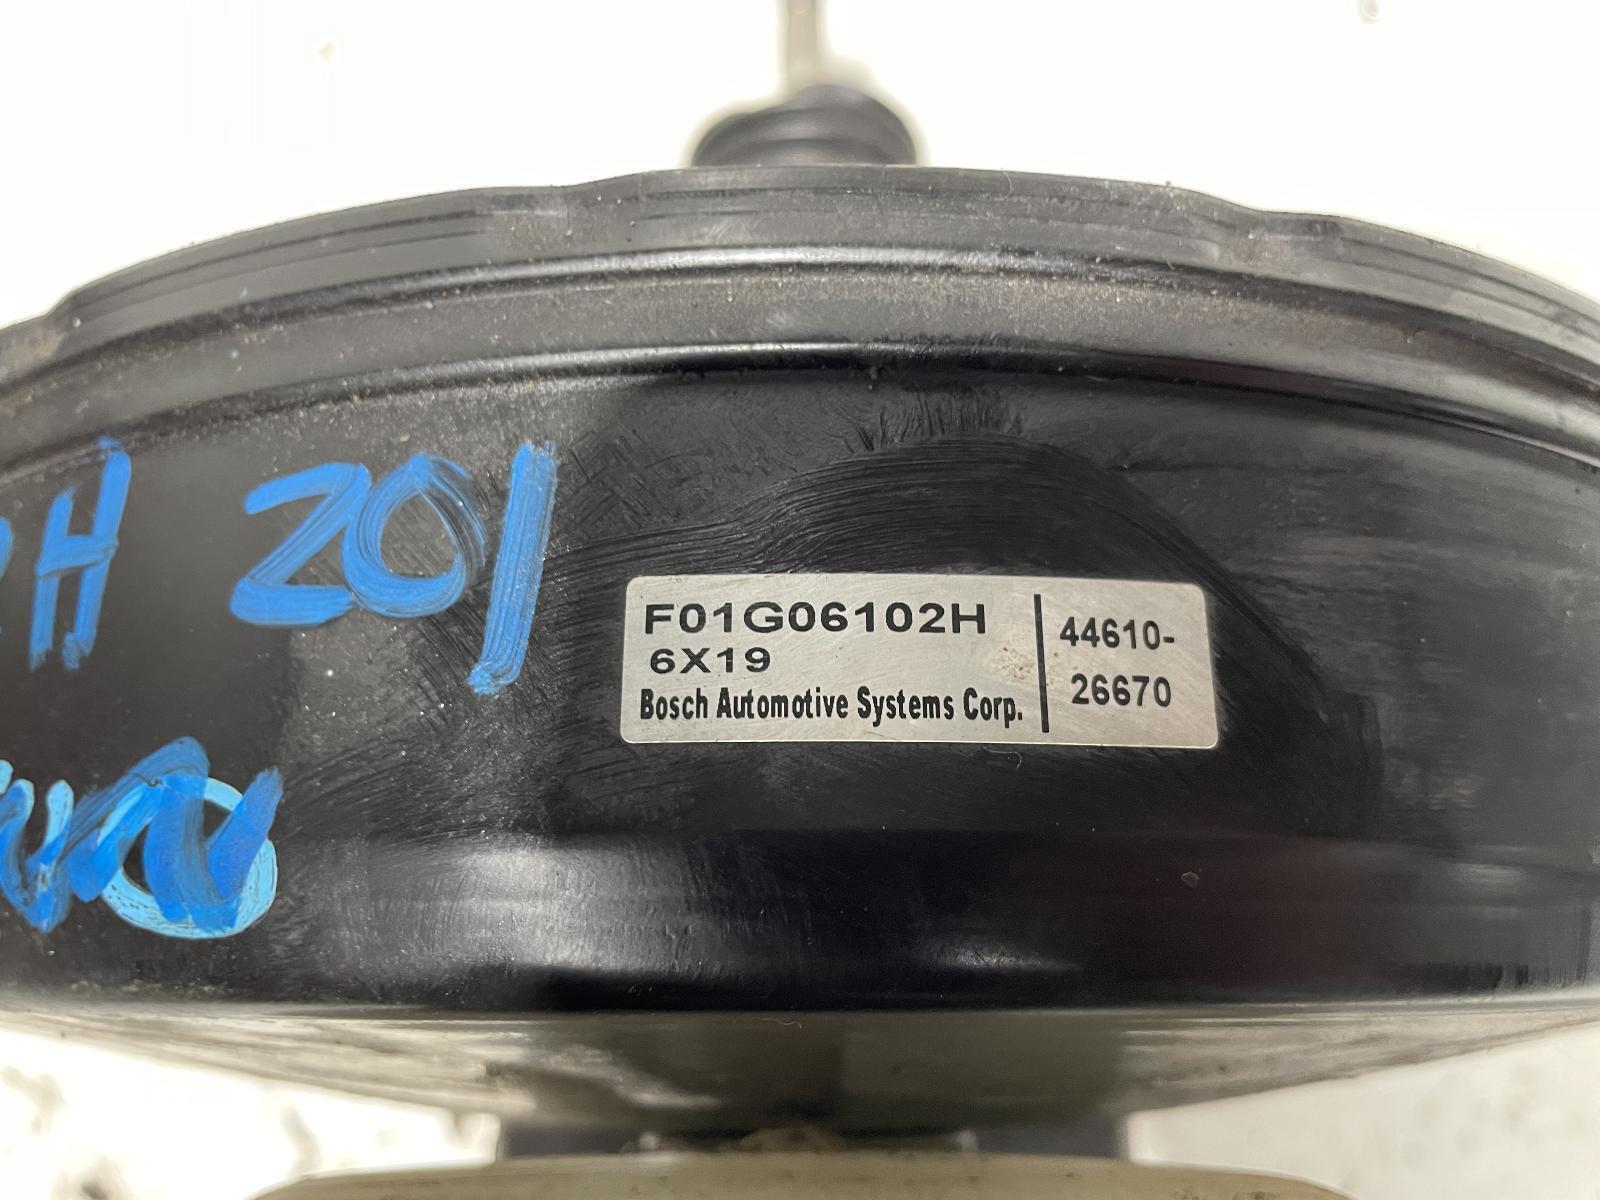 H 201
F01G06102H
6X19
Bosch Automotive Systems Corp.
44610-
26670